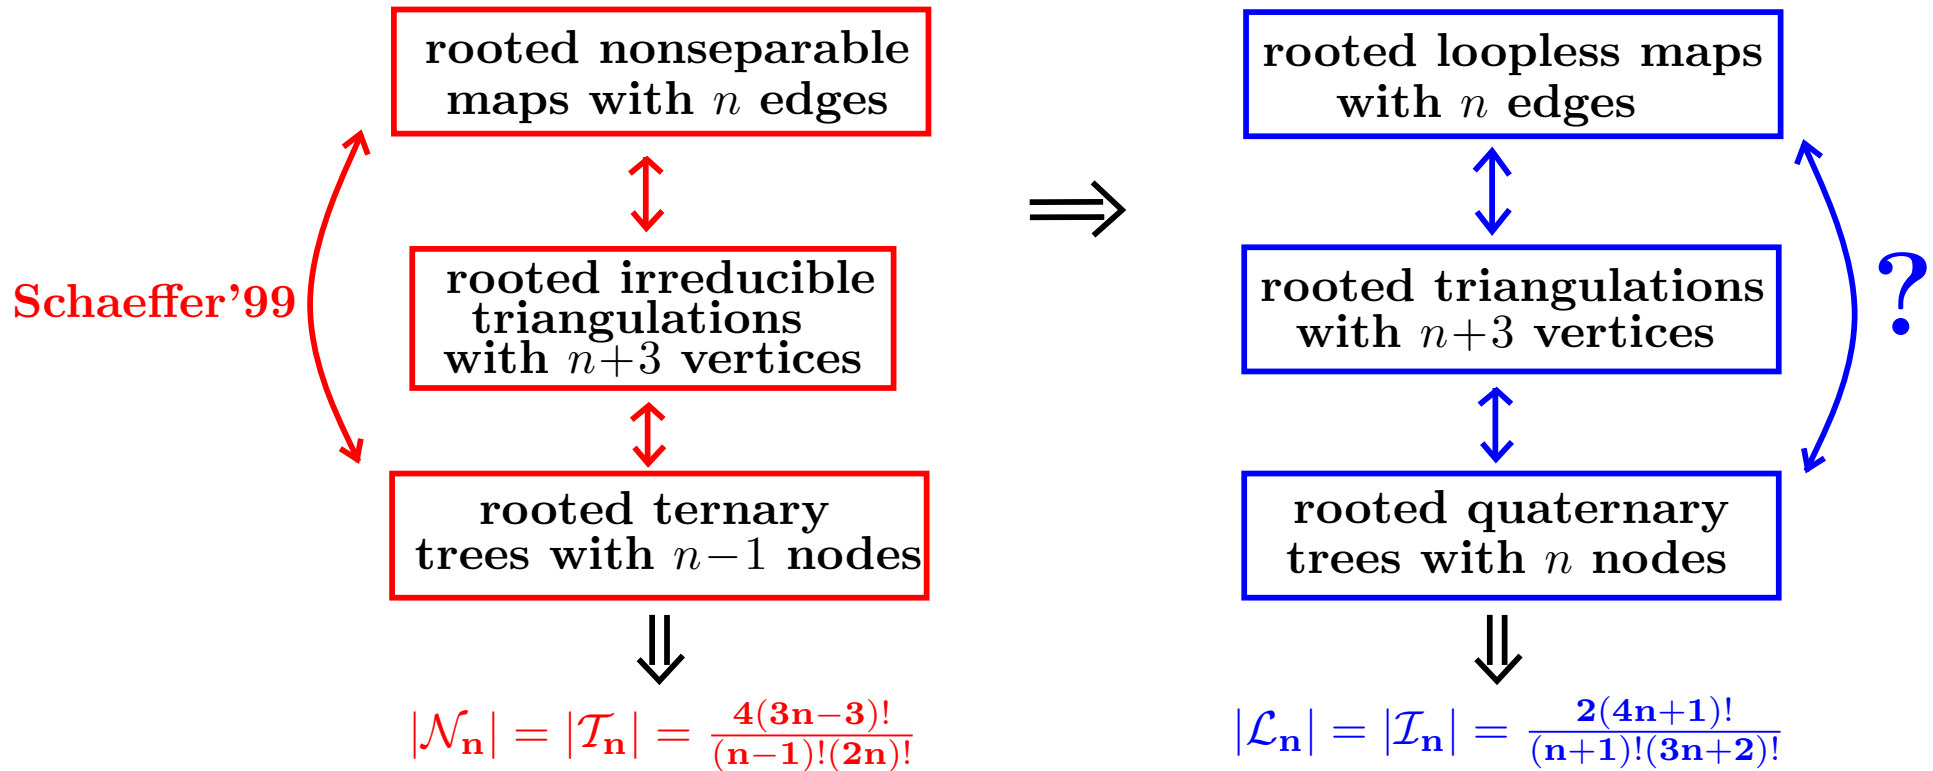 rooted nonseparable
maps with n edges
rooted loopless maps
with n edges
Schaeffer'99
rooted irreducible
triangulations
with n+3 vertices
rooted triangulations
with n+3 vertices
?
rooted ternary
trees with n−1 nodes
rooted quaternary
trees with n nodes
|𝒩ₙ| = |ℐₙ| = 4(3n−3)! / (n−1)!(2n)!
|ℒₙ| = |ℐₙ| = 2(4n+1)! / (n+1)!(3n+2)!